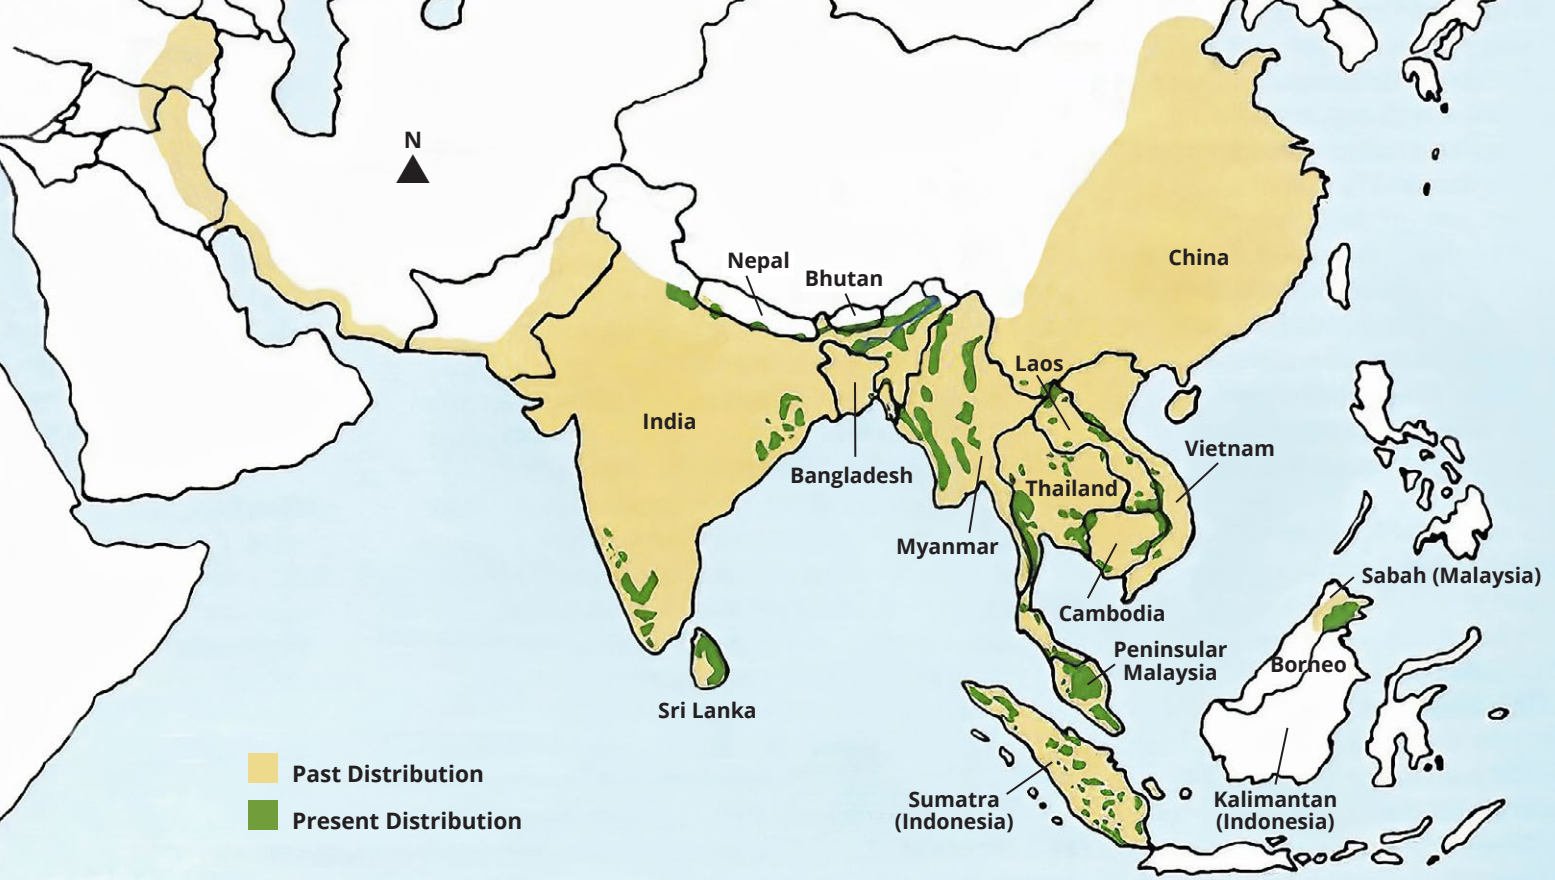 N
Nepal
Bhutan
China
Laos
India
Vietnam
Bangladesh
Thailand
Myanmar
Sabah (Malaysia)
Cambodia
Peninsular
Malaysia
Borneo
Sri Lanka
Past Distribution
Present Distribution
Sumatra
(Indonesia)
Kalimantan
(Indonesia)